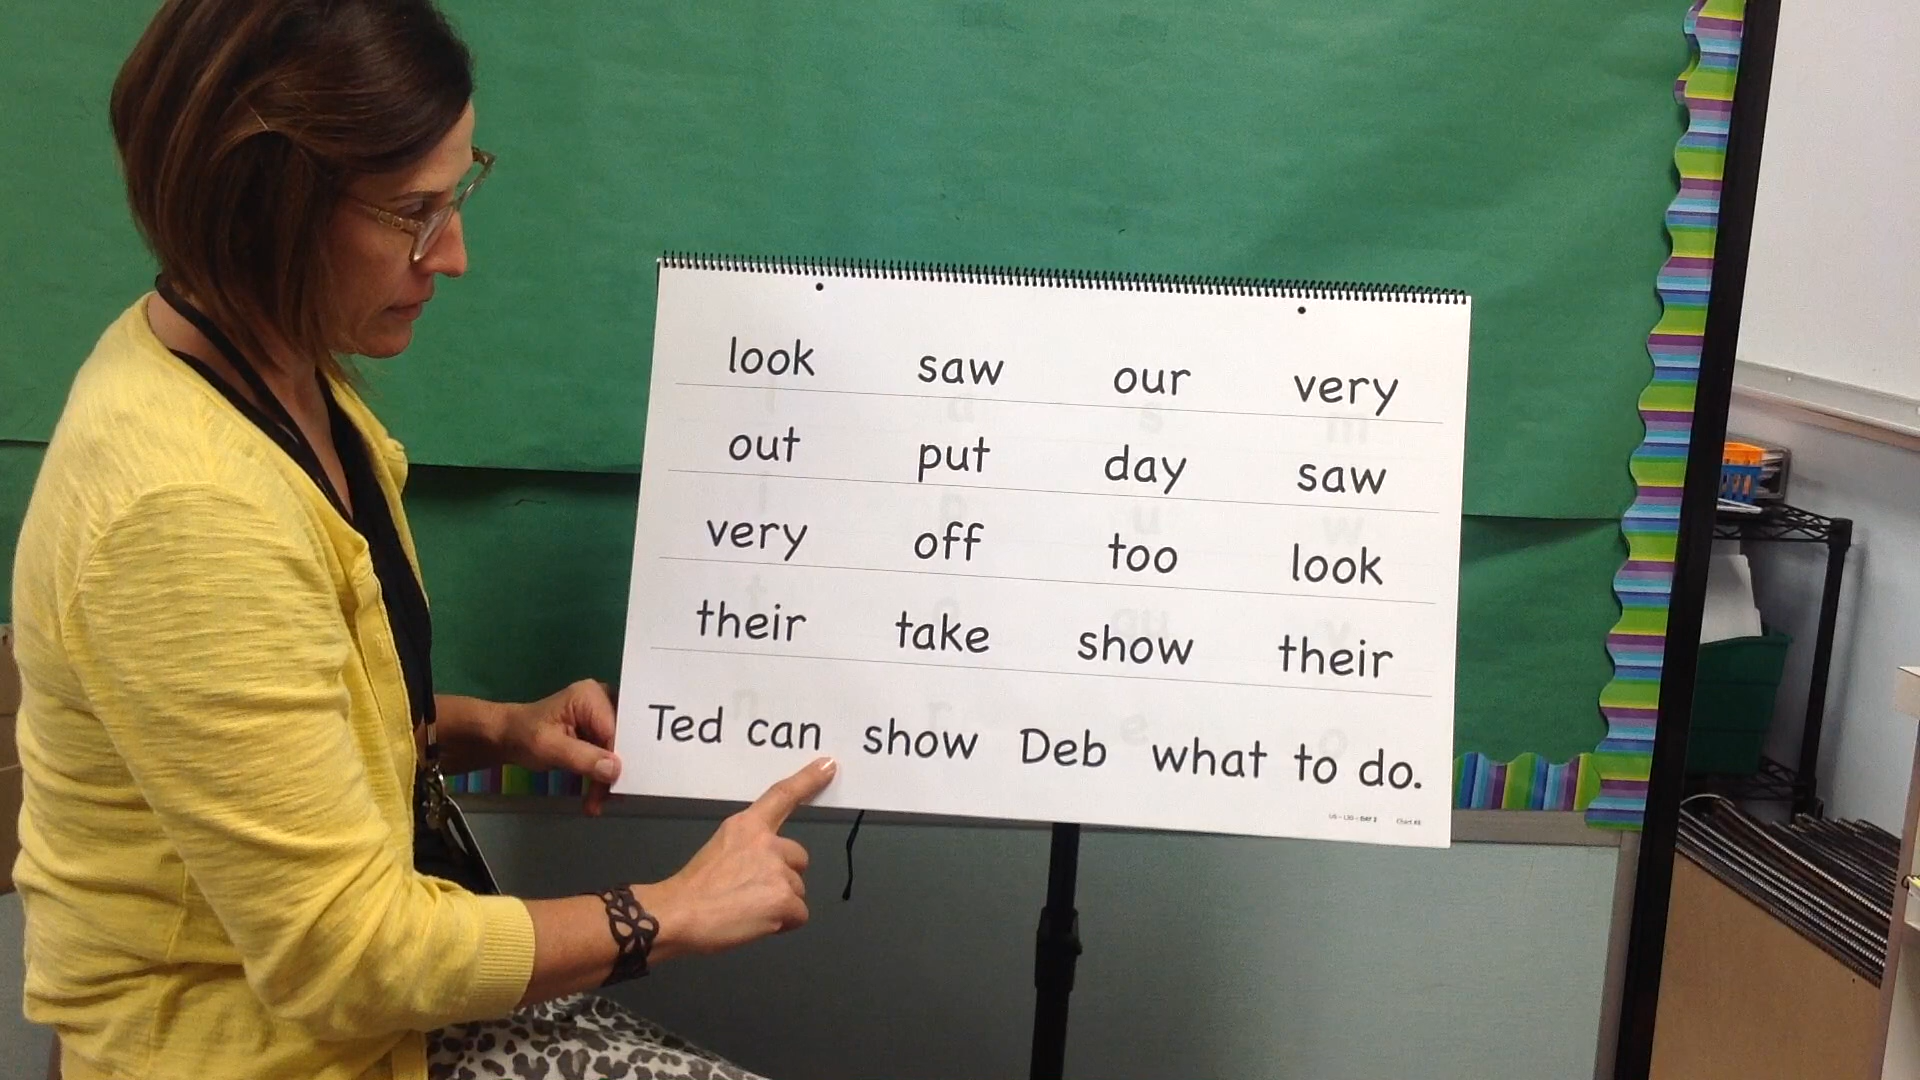 look saw our very
out put day saw
very off too look
their take show their
Ted can show Deb what to do.